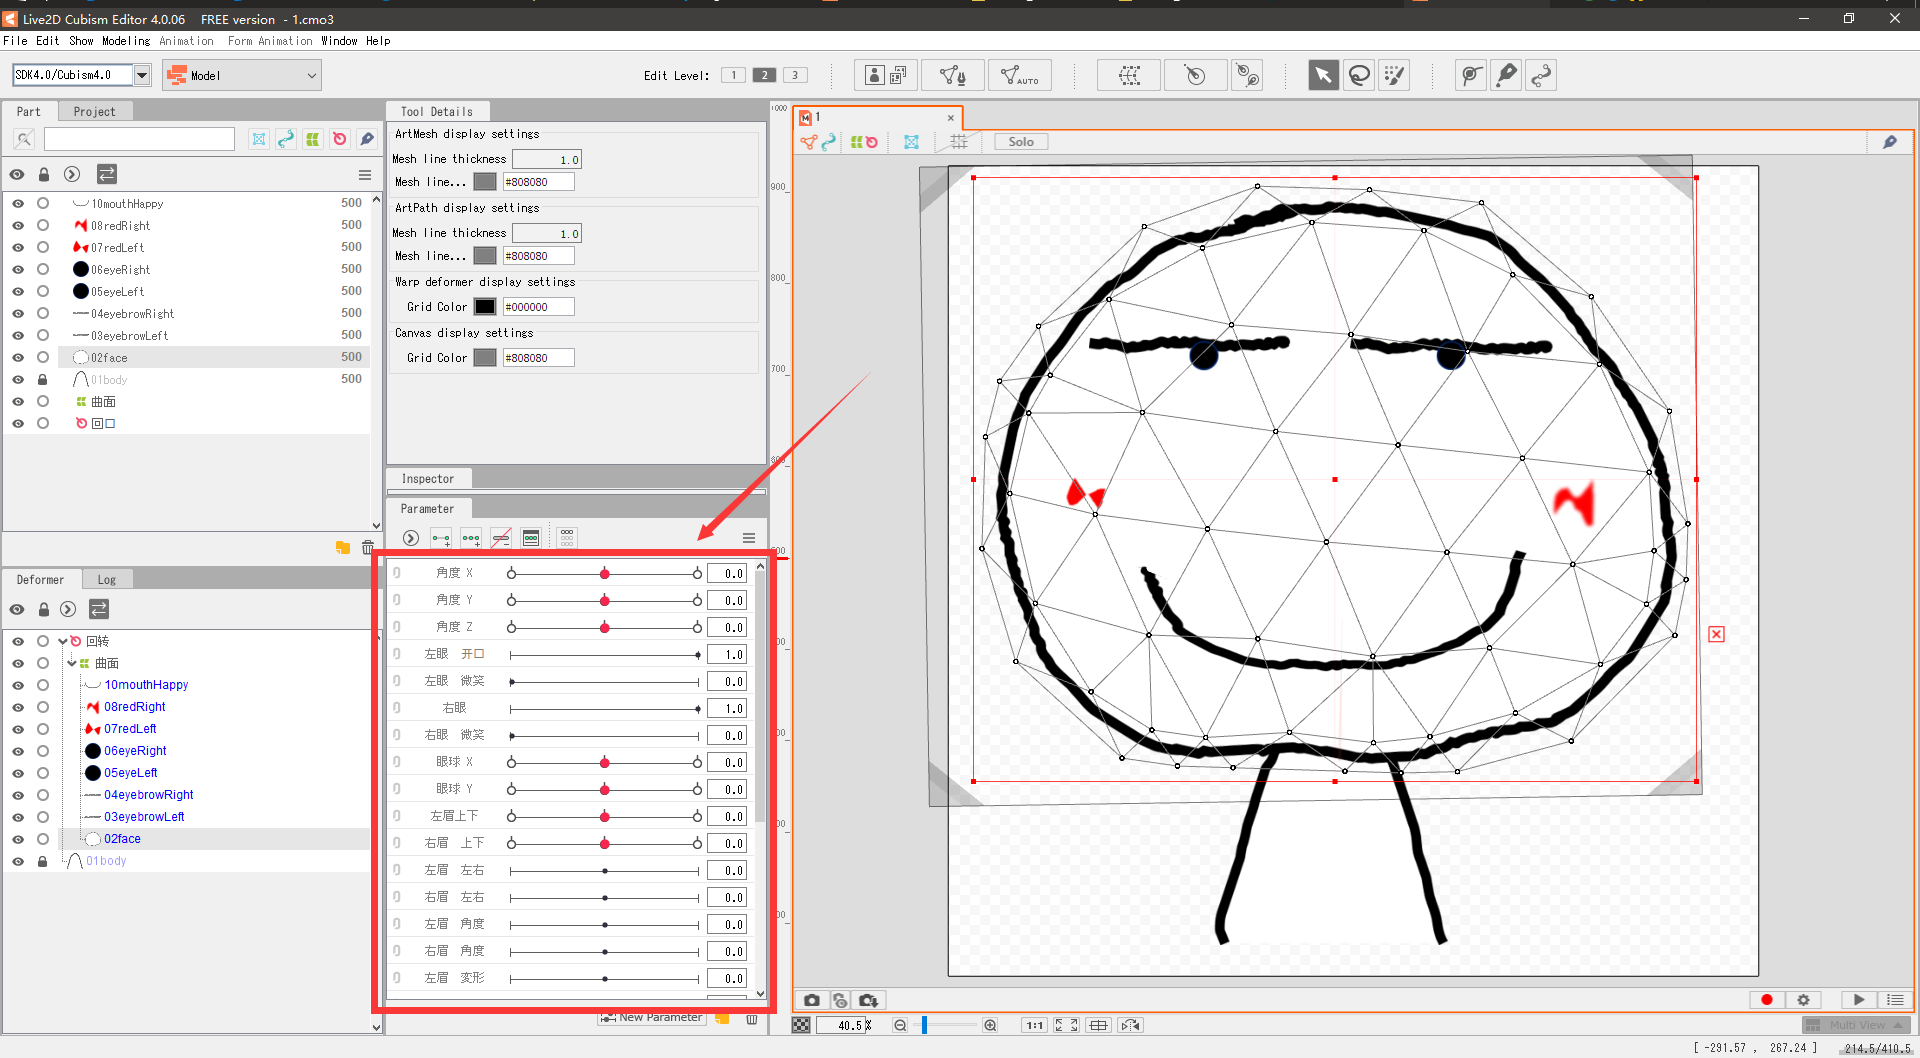 Live2D Cubism Editor 4.0.06    FREE version  - 1.cmo3
File Edit Show Modeling Animation Form Animation Window Help
SDK4.0/Cubism4.0 Model Edit Level: 1 2 3 AUTO
Part Project
10mouthHappy 500
08redRight 500
07redLeft 500
06eyeRight 500
05eyeLeft 500
04eyebrowRight 500
03eyebrowLeft 500
02face 500
01body 500
曲面
回口
Deformer Log
回转
曲面
10mouthHappy
08redRight
07redLeft
06eyeRight
05eyeLeft
04eyebrowRight
03eyebrowLeft
02face
01body
Tool Details
ArtMesh display settings
Mesh line thickness 1.0
Mesh line... #808080
ArtPath display settings
Mesh line thickness 1.0
Mesh line... #808080
Warp deformer display settings
Grid Color #000000
Canvas display settings
Grid Color #808080
Inspector
Parameter
角度 X 0.0
角度 Y 0.0
角度 Z 0.0
左眼 开口 1.0
左眼 微笑 0.0
右眼 1.0
右眼 微笑 0.0
眼球 X 0.0
眼球 Y 0.0
左眉上下 0.0
右眉 上下 0.0
左眉 左右 0.0
右眉 左右 0.0
左眉 角度 0.0
右眉 角度 0.0
左眉 変形 0.0
New Parameter
1000
900
800
700
1
Solo
40.5%
1:1
Multi View
[ -291.57 , 267.24 ] 214.5/410.5